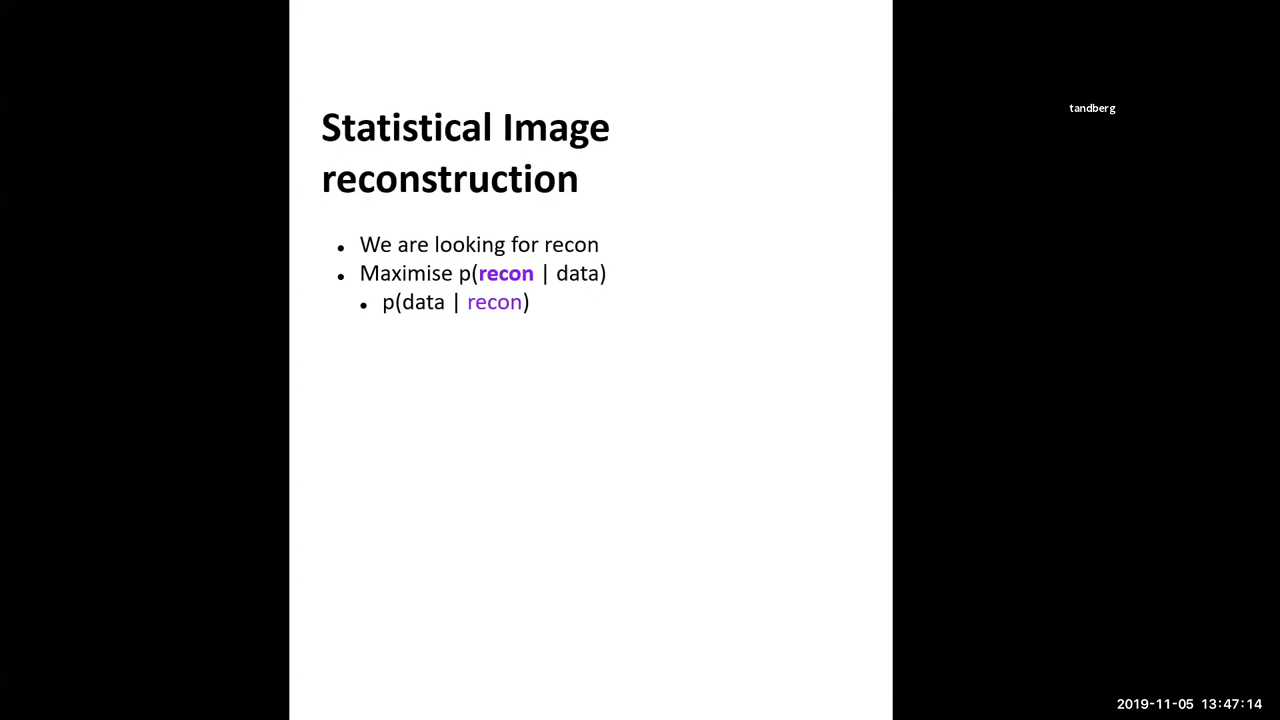 Statistical Image
reconstruction
• We are looking for recon
• Maximise p(recon | data)
• p(data | recon)
tandberg
2019-11-05 13:47:14